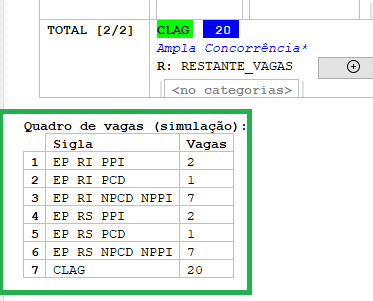 TOTAL [2/2] CLAG 20
Ampla Concorrência*
R: RESTANTE_VAGAS
<no categorias>
Quadro de vagas (simulação):
Sigla Vagas
1 EP RI PPI 2
2 EP RI PCD 1
3 EP RI NPCD NPPI 7
4 EP RS PPI 2
5 EP RS PCD 1
6 EP RS NPCD NPPI 7
7 CLAG 20